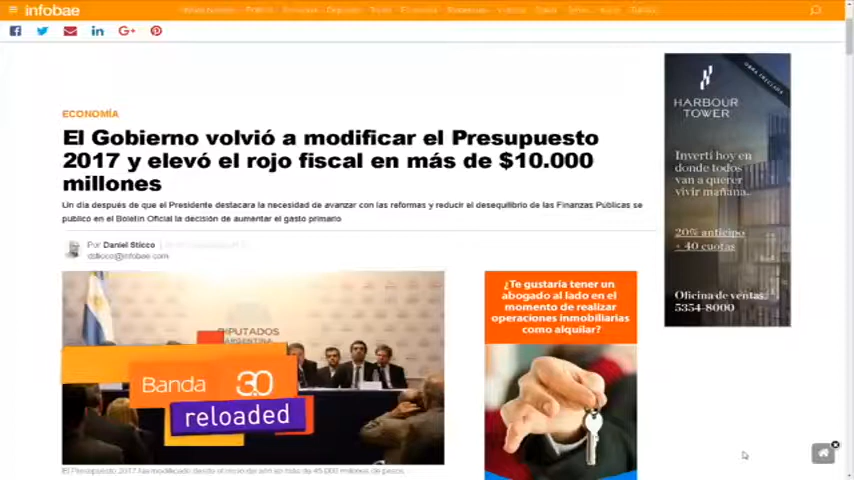 infobae
G+
ECONOMÍA
El Gobierno volvió a modificar el Presupuesto
2017 y elevó el rojo fiscal en más de $10.000
millones
Un día después de que el Presidente destacara la necesidad de avanzar con las reformas y reducir el desequilibrio de las Finanzas Públicas se
publicó en el Boletín Oficial la decisión de aumentar el gasto primario
Por Daniel Sticco
dsticco@infobae.com
DIPUTADOS
ARGENTINA
Banda 3.0
reloaded
El Presupuesto 2017 fue modificado desde el inicio del año en más de 45.000 millones de pesos
¿Te gustaría tener un
abogado al lado en el
momento de realizar
operaciones inmobiliarias
como alquilar?
OBRA INICIADA
HARBOUR
TOWER
Invertí hoy en
donde todos
van a querer
vivir mañana.
20% anticipo
+ 40 cuotas
Oficina de ventas:
5354-8000